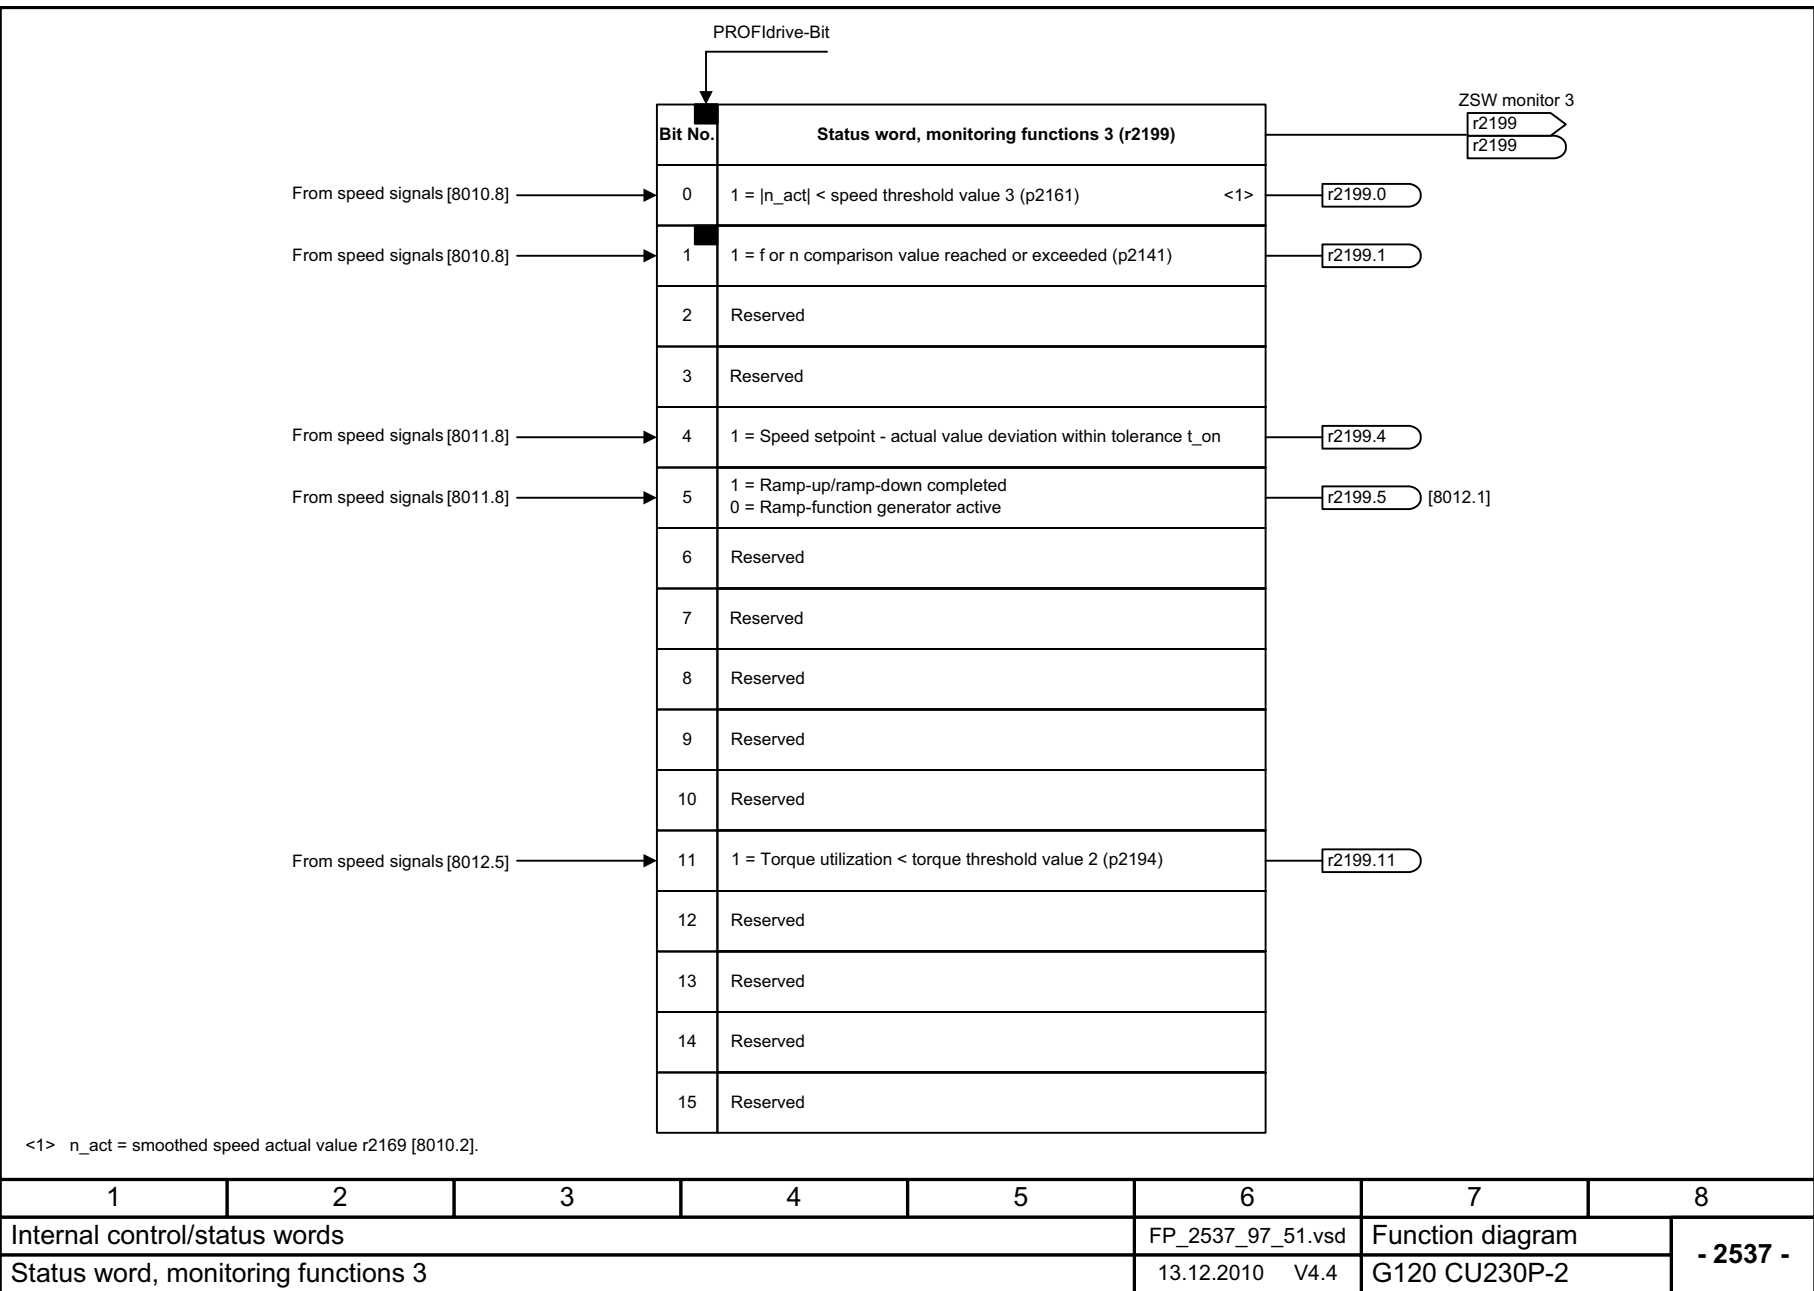 PROFIdrive-Bit
ZSW monitor 3
r2199
r2199
Bit No. Status word, monitoring functions 3 (r2199)
From speed signals [8010.8] 0 1 = |n_act| < speed threshold value 3 (p2161) <1> r2199.0
From speed signals [8010.8] 1 1 = f or n comparison value reached or exceeded (p2141) r2199.1
2 Reserved
3 Reserved
From speed signals [8011.8] 4 1 = Speed setpoint - actual value deviation within tolerance t_on r2199.4
From speed signals [8011.8] 5 1 = Ramp-up/ramp-down completed
0 = Ramp-function generator active
r2199.5 [8012.1]
6 Reserved
7 Reserved
8 Reserved
9 Reserved
10 Reserved
From speed signals [8012.5] 11 1 = Torque utilization < torque threshold value 2 (p2194) r2199.11
12 Reserved
13 Reserved
14 Reserved
15 Reserved
<1> n_act = smoothed speed actual value r2169 [8010.2].
1 2 3 4 5 6 7 8
Internal control/status words FP_2537_97_51.vsd Function diagram
- 2537 -
Status word, monitoring functions 3 13.12.2010 V4.4 G120 CU230P-2